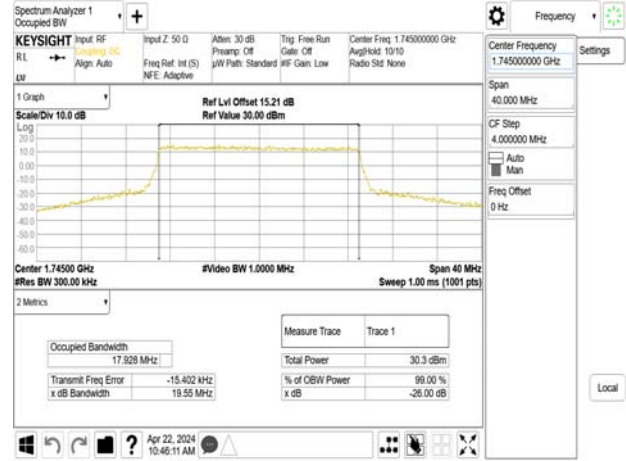 Spectrum Analyzer 1
Occupied BW
Frequency
KEYSIGHT
RL
Input: RF
Coupling: DC
Align: Auto
Input Z: 50 Ω
Freq Ref: Int (S)
NFE: Adaptive
Atten: 30 dB
Preamp: Off
µW Path: Standard
Trig: Free Run
Gate: Off
#IF Gain: Low
Center Freq: 1.745000000 GHz
Avg|Hold: 10/10
Radio Std: None
Center Frequency
1.745000000 GHz
Settings
Span
40.000 MHz
CF Step
4.000000 MHz
Auto
Man
Freq Offset
0 Hz
Local
1 Graph
Scale/Div 10.0 dB
Ref Lvl Offset 15.21 dB
Ref Value 30.00 dBm
Log
20.0
10.0
0.00
-10.0
-20.0
-30.0
-40.0
-50.0
-60.0
Center 1.74500 GHz
#Video BW 1.0000 MHz
Span 40 MHz
#Res BW 300.00 kHz
Sweep 1.00 ms (1001 pts)
2 Metrics
Measure Trace Trace 1
Occupied Bandwidth
17.928 MHz
Total Power 30.3 dBm
Transmit Freq Error -15.402 kHz
% of OBW Power 99.00 %
x dB Bandwidth 19.55 MHz
x dB -26.00 dB
Apr 22, 2024
10:46:11 AM